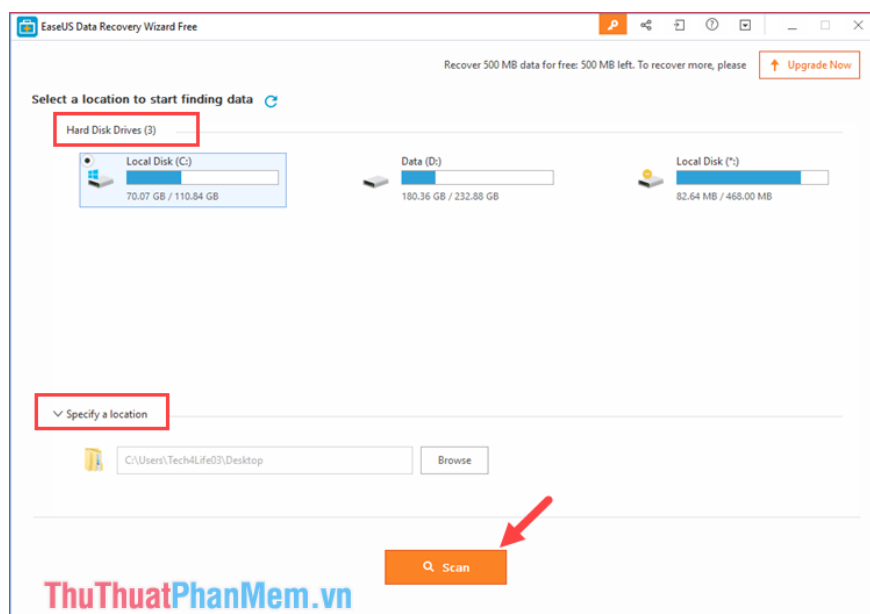 EaseUS Data Recovery Wizard Free
Recover 500 MB data for free: 500 MB left. To recover more, please
Upgrade Now
Select a location to start finding data
Hard Disk Drives (3)
Local Disk (C:)
70.07 GB / 110.84 GB
Data (D:)
180.36 GB / 232.88 GB
Local Disk (*:)
82.64 MB / 468.00 MB
Specify a location
C:\Users\Tech4Life03\Desktop
Browse
Scan
ThuThuatPhanMem.vn